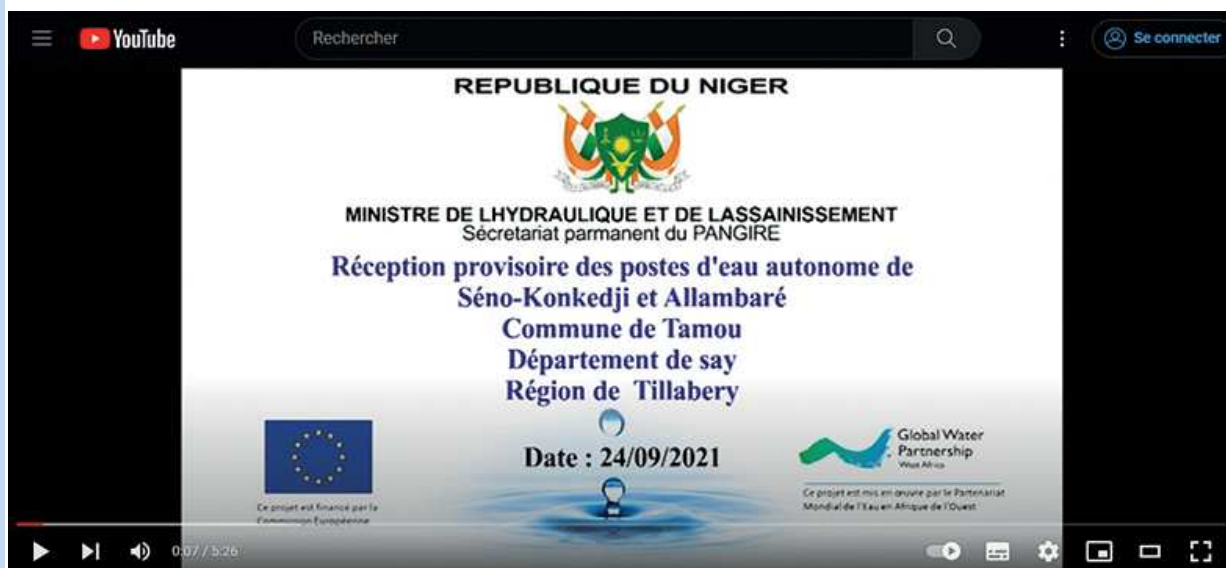 YouTube
Rechercher
Se connecter
REPUBLIQUE DU NIGER
MINISTRE DE LHYDRAULIQUE ET DE LASSAINISSEMENT
Sécretariat parmanent du PANGIRE
Réception provisoire des postes d'eau autonome de
Séno-Konkedji et Allambaré
Commune de Tamou
Département de say
Région de Tillabery
Date : 24/09/2021
Global Water
Partnership
West Africa
Ce projet est financé par la
Commission Européenne
Ce projet est mis en œuvre par le Partenariat
Mondial de l'Eau en Afrique de l'Ouest
0:07 / 5:26